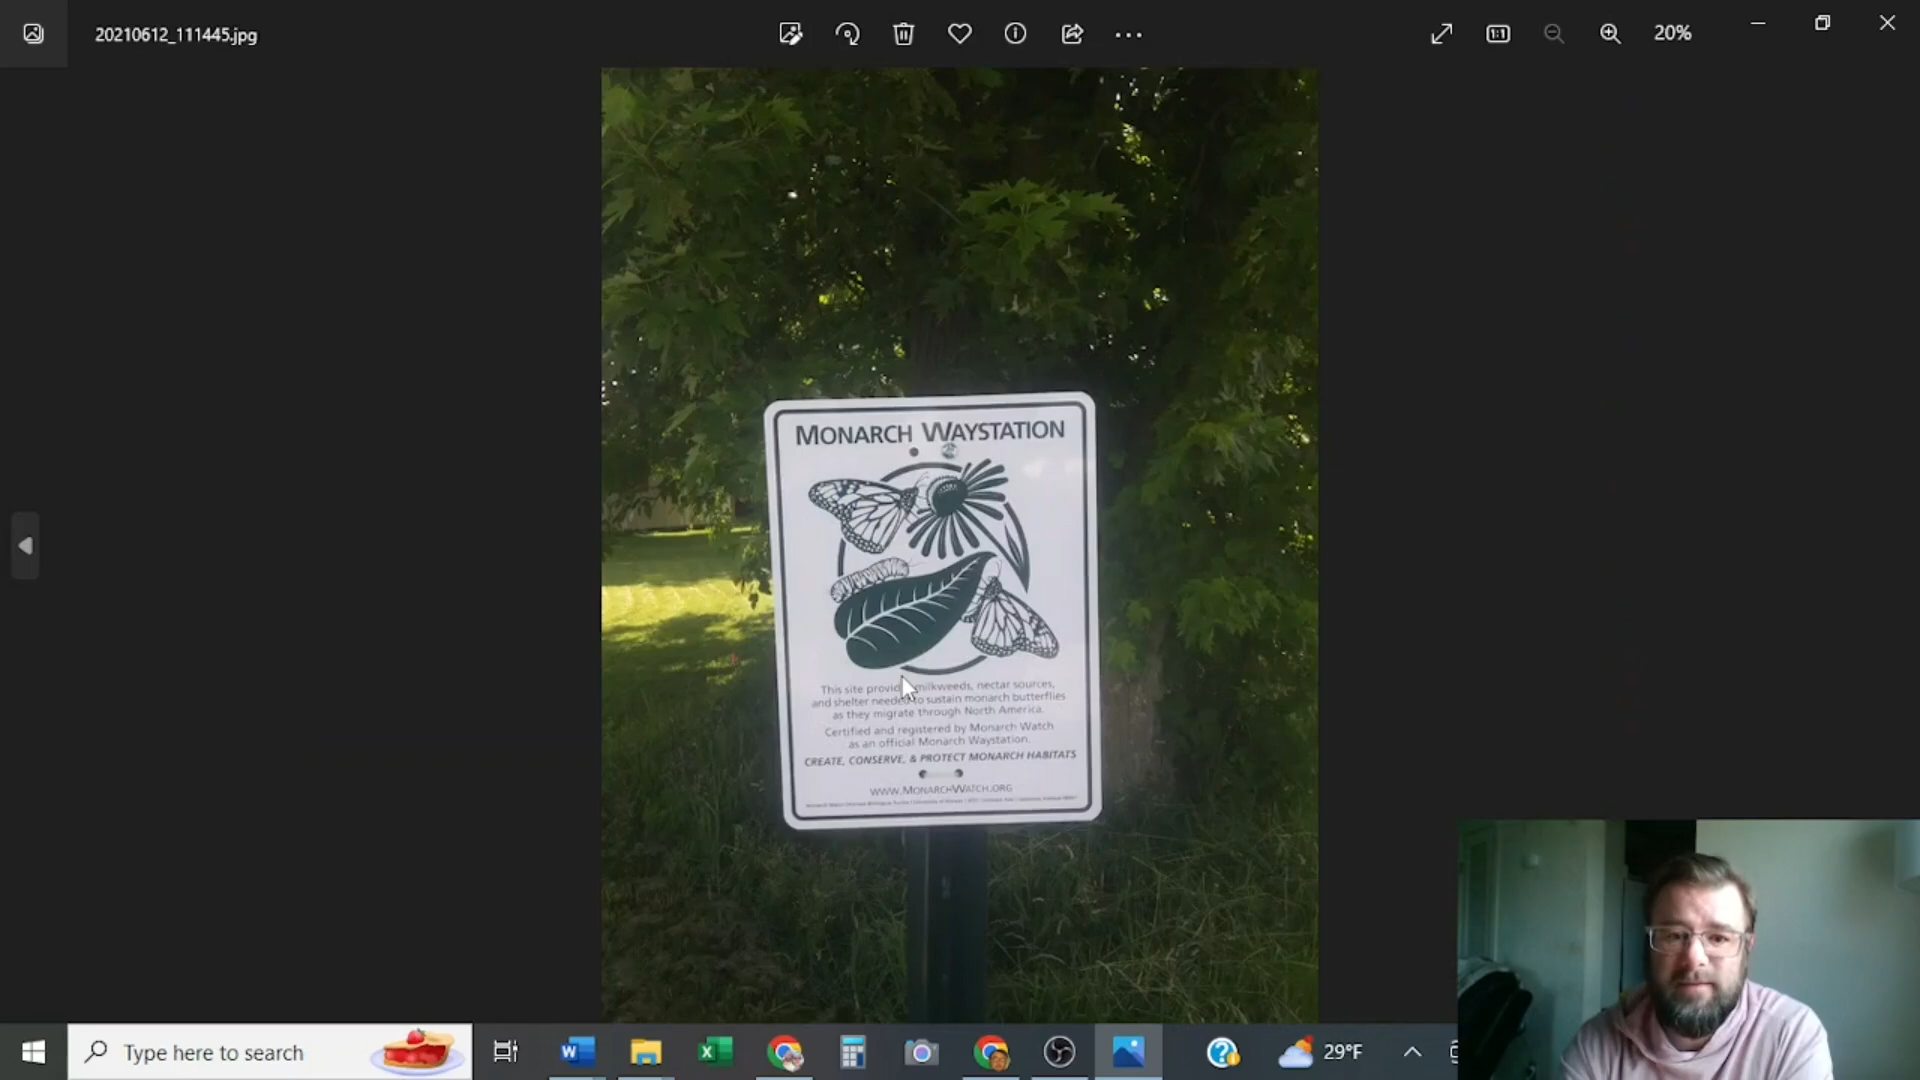 20210612_111445.jpg
20%
MONARCH WAYSTATION
This site provid milkweeds, nectar sources,
and shelter needed to sustain monarch butterflies
as they migrate through North America.
Certified and registered by Monarch Watch
as an official Monarch Waystation.
CREATE, CONSERVE, & PROTECT MONARCH HABITATS
WWW.MONARCHWATCH.ORG
Type here to search
29°F